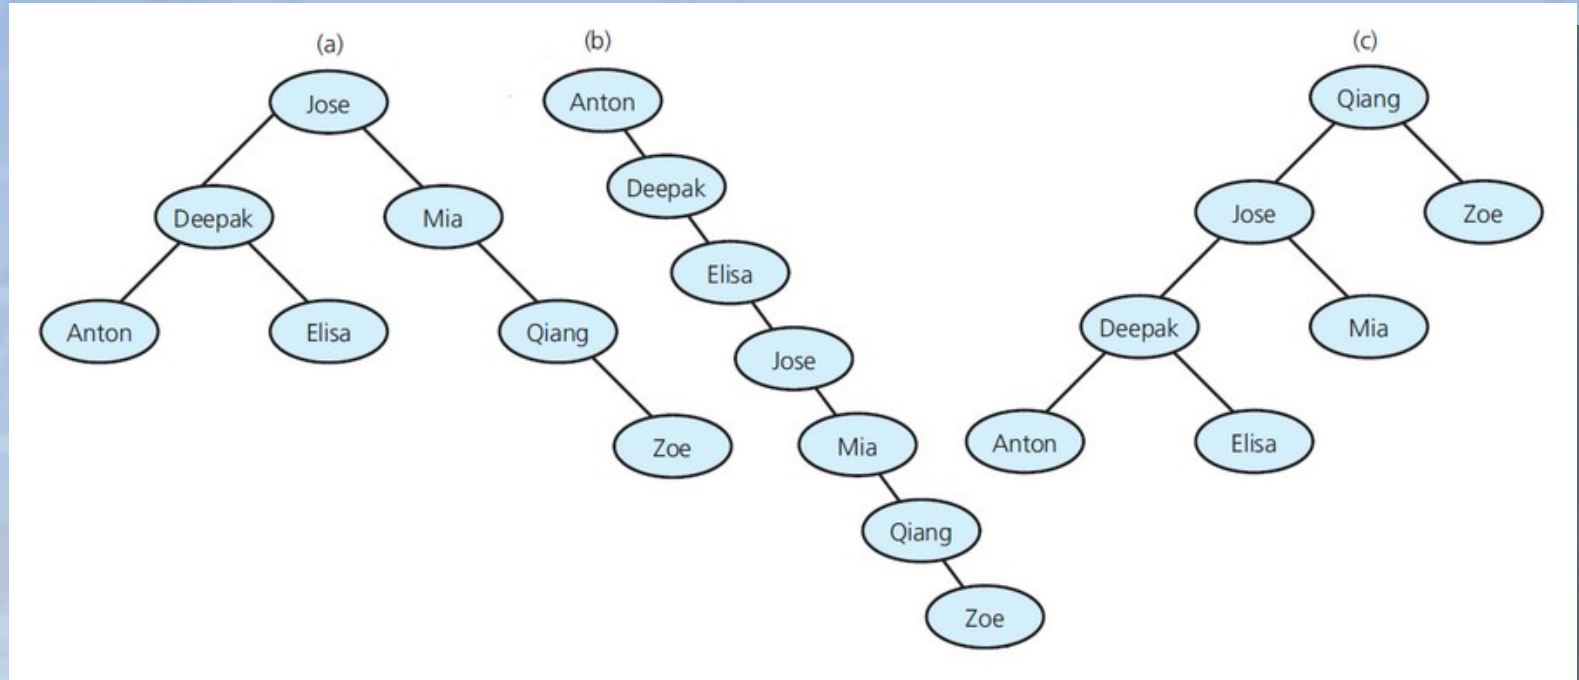 (a)
Jose
Deepak
Mia
Anton
Elisa
Qiang
Zoe
(b)
Anton
Deepak
Elisa
Jose
Mia
Qiang
Zoe
(c)
Qiang
Jose
Zoe
Deepak
Mia
Anton
Elisa